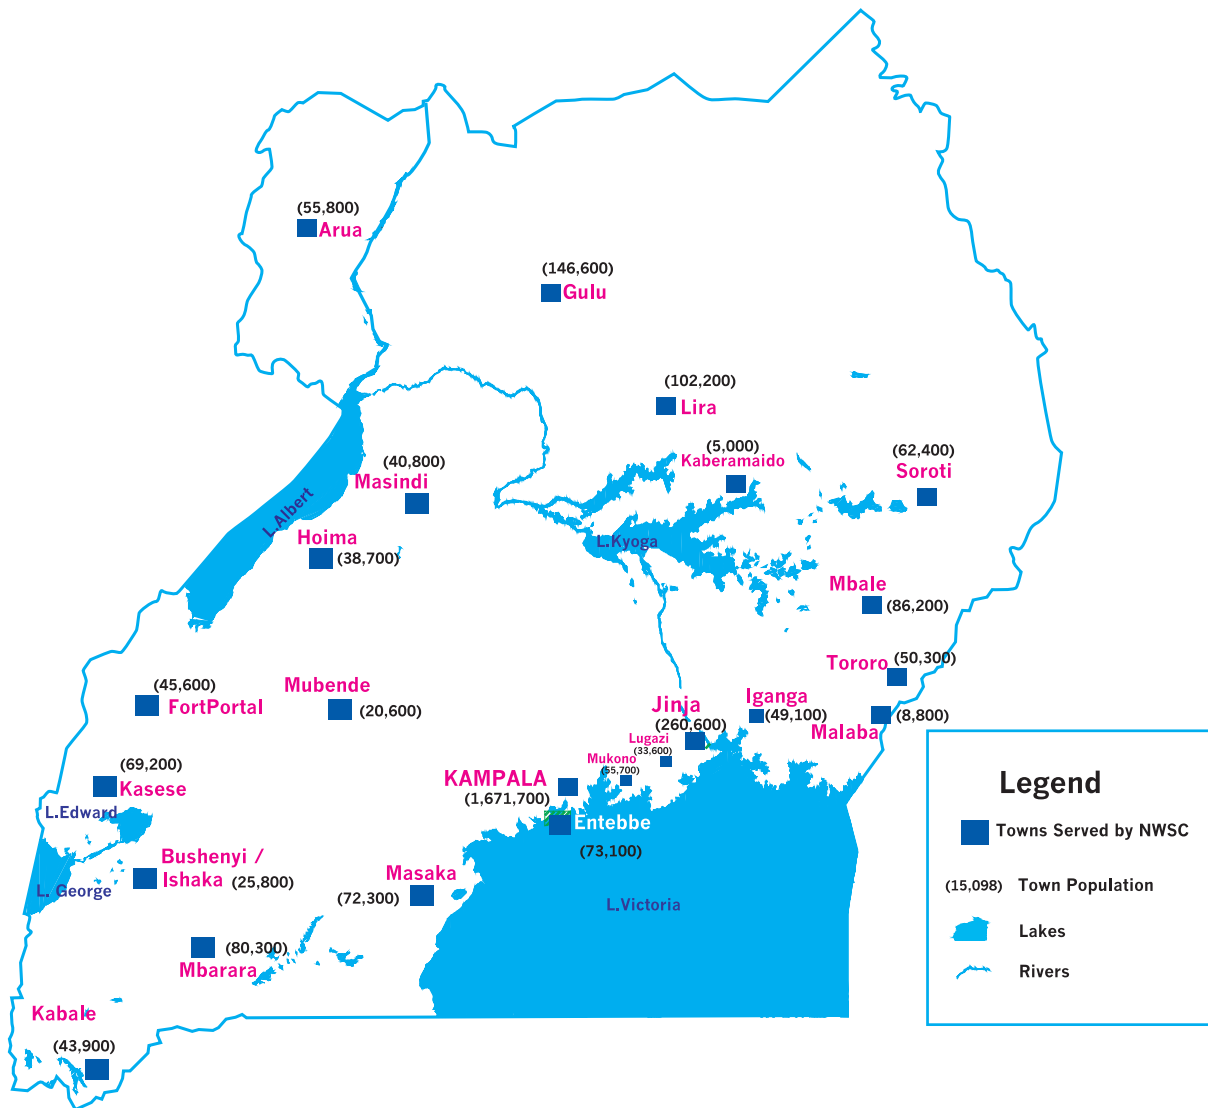 (55,800)
Arua
(146,600)
Gulu
(102,200)
Lira
(5,000)
Kaberamaido
(62,400)
Soroti
(40,800)
Masindi
L.Albert
Hoima
(38,700)
L.Kyoga
Mbale
(86,200)
Tororo (50,300)
(45,600)
FortPortal
Mubende
(20,600)
Jinja
(260,600)
Iganga
(49,100)
Malaba
(8,800)
Lugazi
(33,600)
Mukono
(55,700)
(69,200)
Kasese
L.Edward
KAMPALA
(1,671,700)
Entebbe
(73,100)
L. George
Bushenyi /
Ishaka (25,800)
Masaka
(72,300)
L.Victoria
(80,300)
Mbarara
Kabale
(43,900)
Legend
Towns Served by NWSC
(15,098) Town Population
Lakes
Rivers